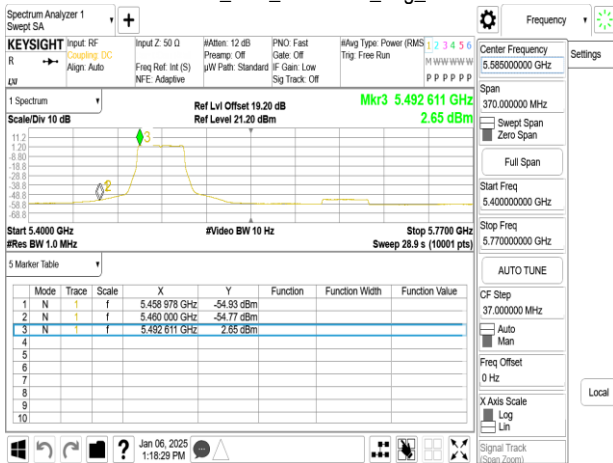 Spectrum Analyzer 1
Swept SA
Frequency
KEYSIGHT Input: RF Input Z: 50 Ω #Atten: 12 dB PNO: Fast #Avg Type: Power (RMS 1 2 3 4 5 6
R Coupling: DC Preamp: Off Gate: Off Trig: Free Run M W W W W W
Align: Auto Freq Ref: Int (S) µW Path: Standard IF Gain: Low
LXI NFE: Adaptive Sig Track: Off P P P P P P
1 Spectrum Ref Lvl Offset 19.20 dB Mkr3 5.492 611 GHz
Scale/Div 10 dB Ref Level 21.20 dBm 2.65 dBm
11.2
1.20
-8.80
-18.8
-28.8
-38.8
-48.8
-58.8
-68.8
3
2
Start 5.4000 GHz #Video BW 10 Hz Stop 5.7700 GHz
#Res BW 1.0 MHz Sweep 28.9 s (10001 pts)
5 Marker Table
Mode Trace Scale X Y Function Function Width Function Value
1 N 1 f 5.458 978 GHz -54.93 dBm
2 N 1 f 5.460 000 GHz -54.77 dBm
3 N 1 f 5.492 611 GHz 2.65 dBm
4
5
6
7
8
9
10
Jan 06, 2025
1:18:29 PM
Center Frequency
5.585000000 GHz
Settings
Span
370.000000 MHz
Swept Span
Zero Span
Full Span
Start Freq
5.400000000 GHz
Stop Freq
5.770000000 GHz
AUTO TUNE
CF Step
37.000000 MHz
Auto
Man
Freq Offset
0 Hz
Local
X Axis Scale
Log
Lin
Signal Track
(Span Zoom)